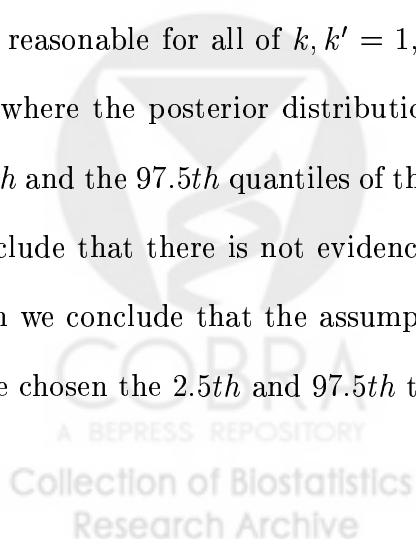 reasonable for all of k, k′ = 1,
where the posterior distributio
h and the 97.5th quantiles of th
clude that there is not evidenc
n we conclude that the assump
e chosen the 2.5th and 97.5th t
COBRA
A BEPRESS REPOSITORY
Collection of Biostatistics
Research Archive